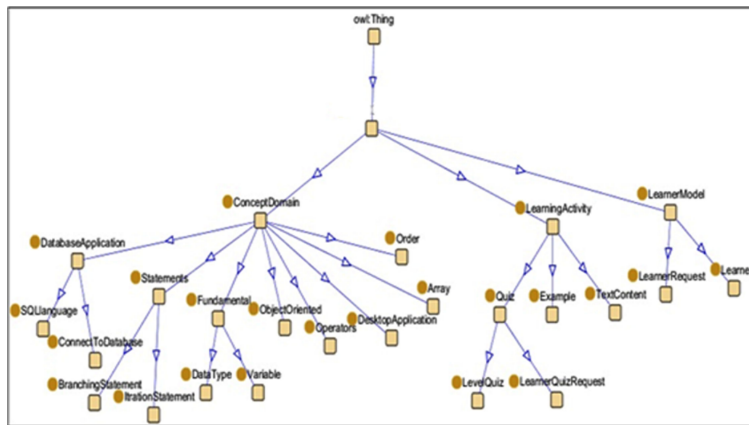 owl:Thing
ConceptDomain
LearningActivity
LearnerModel
DatabaseApplication
Order
Statements
Array
Fundamental
ObjectOriented
Operators
DesktopApplication
Quiz
Example
TextContent
LearnerRequest
Learne
SQLlanguage
ConnectToDatabase
BranchingStatement
ItrationStatement
DataType
Variable
LevelQuiz
LearnerQuizRequest